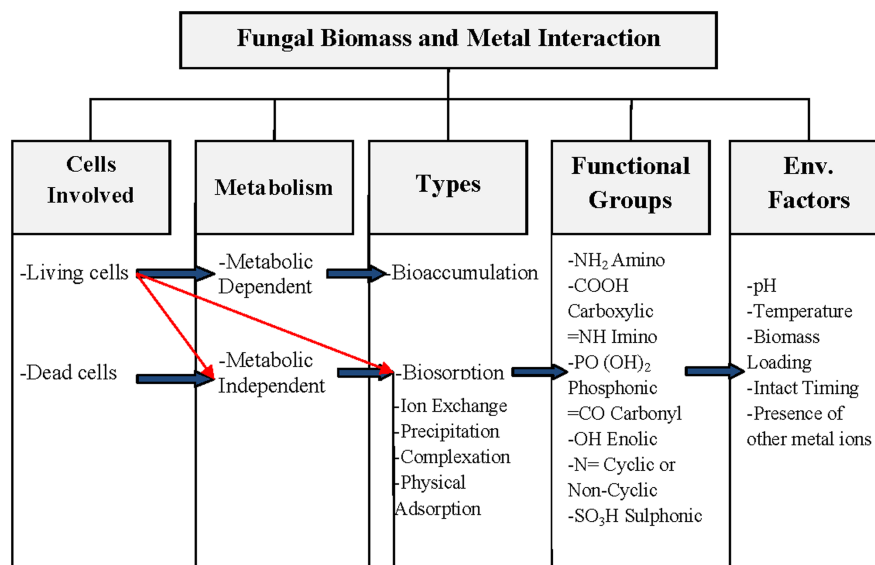 Fungal Biomass and Metal Interaction
Cells
Involved
Metabolism
Types
Functional
Groups
Env.
Factors
-Living cells
-Dead cells
-Metabolic
Dependent
-Metabolic
Independent
-Bioaccumulation
-Biosorption
-Ion Exchange
-Precipitation
-Complexation
-Physical
Adsorption
-NH₂ Amino
-COOH
Carboxylic
=NH Imino
-PO (OH)₂
Phosphonic
=CO Carbonyl
-OH Enolic
-N= Cyclic or
Non-Cyclic
-SO₃H Sulphonic
-pH
-Temperature
-Biomass
Loading
-Intact Timing
-Presence of
other metal ions